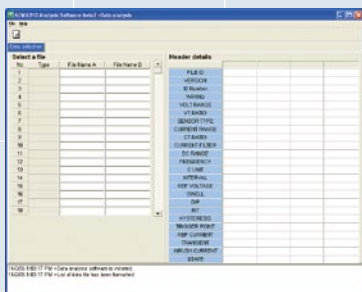 KEW6310 Analysis Software <Data analysis>
File Help
Data selection
Select a file
No Type File Name A File Name B
1
2
3
4
5
6
7
8
9
10
11
12
13
14
15
16
17
18
Header details
FILE ID
VERSION
ID Number
WIRING
VOLT RANGE
VT RATIO
SENSOR TYPE
CURRENT RANGE
CT RATIO
CURRENT FILTER
DC RANGE
FREQUENCY
C UNIT
INTERVAL
REF VOLTAGE
SWELL
DIP
INT
HYSTERESIS
TRIGGER POINT
REF CURRENT
TRANSIENT
INRUSH CURRENT
START
PM <Data analysis software is initiated
PM <List of data file has been formatted